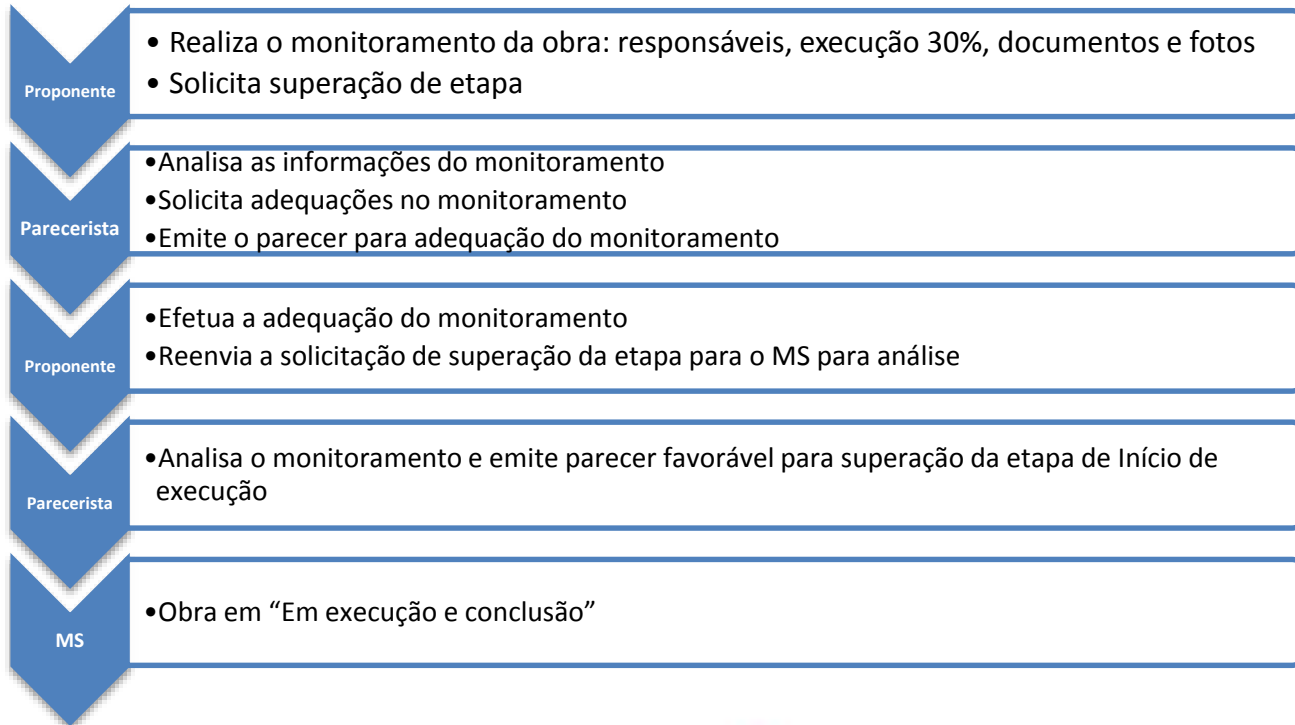 Proponente
• Realiza o monitoramento da obra: responsáveis, execução 30%, documentos e fotos
• Solicita superação de etapa
Parecerista
•Analisa as informações do monitoramento
•Solicita adequações no monitoramento
•Emite o parecer para adequação do monitoramento
Proponente
•Efetua a adequação do monitoramento
•Reenvia a solicitação de superação da etapa para o MS para análise
Parecerista
•Analisa o monitoramento e emite parecer favorável para superação da etapa de Início de
execução
MS
•Obra em “Em execução e conclusão”